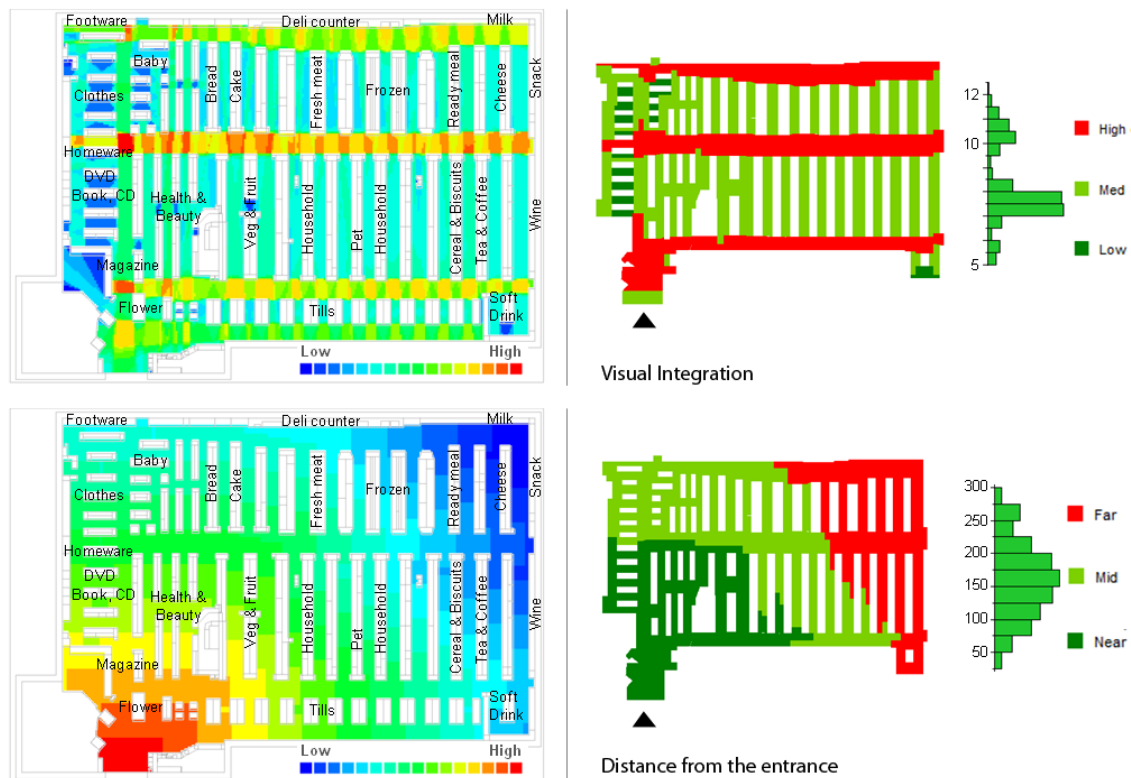 Footware
Deli counter
Milk
Baby
Bread
Cake
Fresh meat
Frozen
Ready meal
Cheese
Snack
Clothes
Homeware
DVD
Book, CD
Health &
Beauty
Veg & Fruit
Household
Pet
Household
Cereal & Biscuits
Tea & Coffee
Wine
Magazine
Flower
Tills
Soft
Drink
Low High
12
10
5
High
Med
Low
Visual Integration
Footware
Deli counter
Milk
Baby
Bread
Cake
Fresh meat
Frozen
Ready meal
Cheese
Snack
Clothes
Homeware
DVD
Book, CD
Health &
Beauty
Veg & Fruit
Household
Pet
Household
Cereal & Biscuits
Tea & Coffee
Wine
Magazine
Flower
Tills
Soft
Drink
Low High
300
250
200
150
100
50
Far
Mid
Near
Distance from the entrance